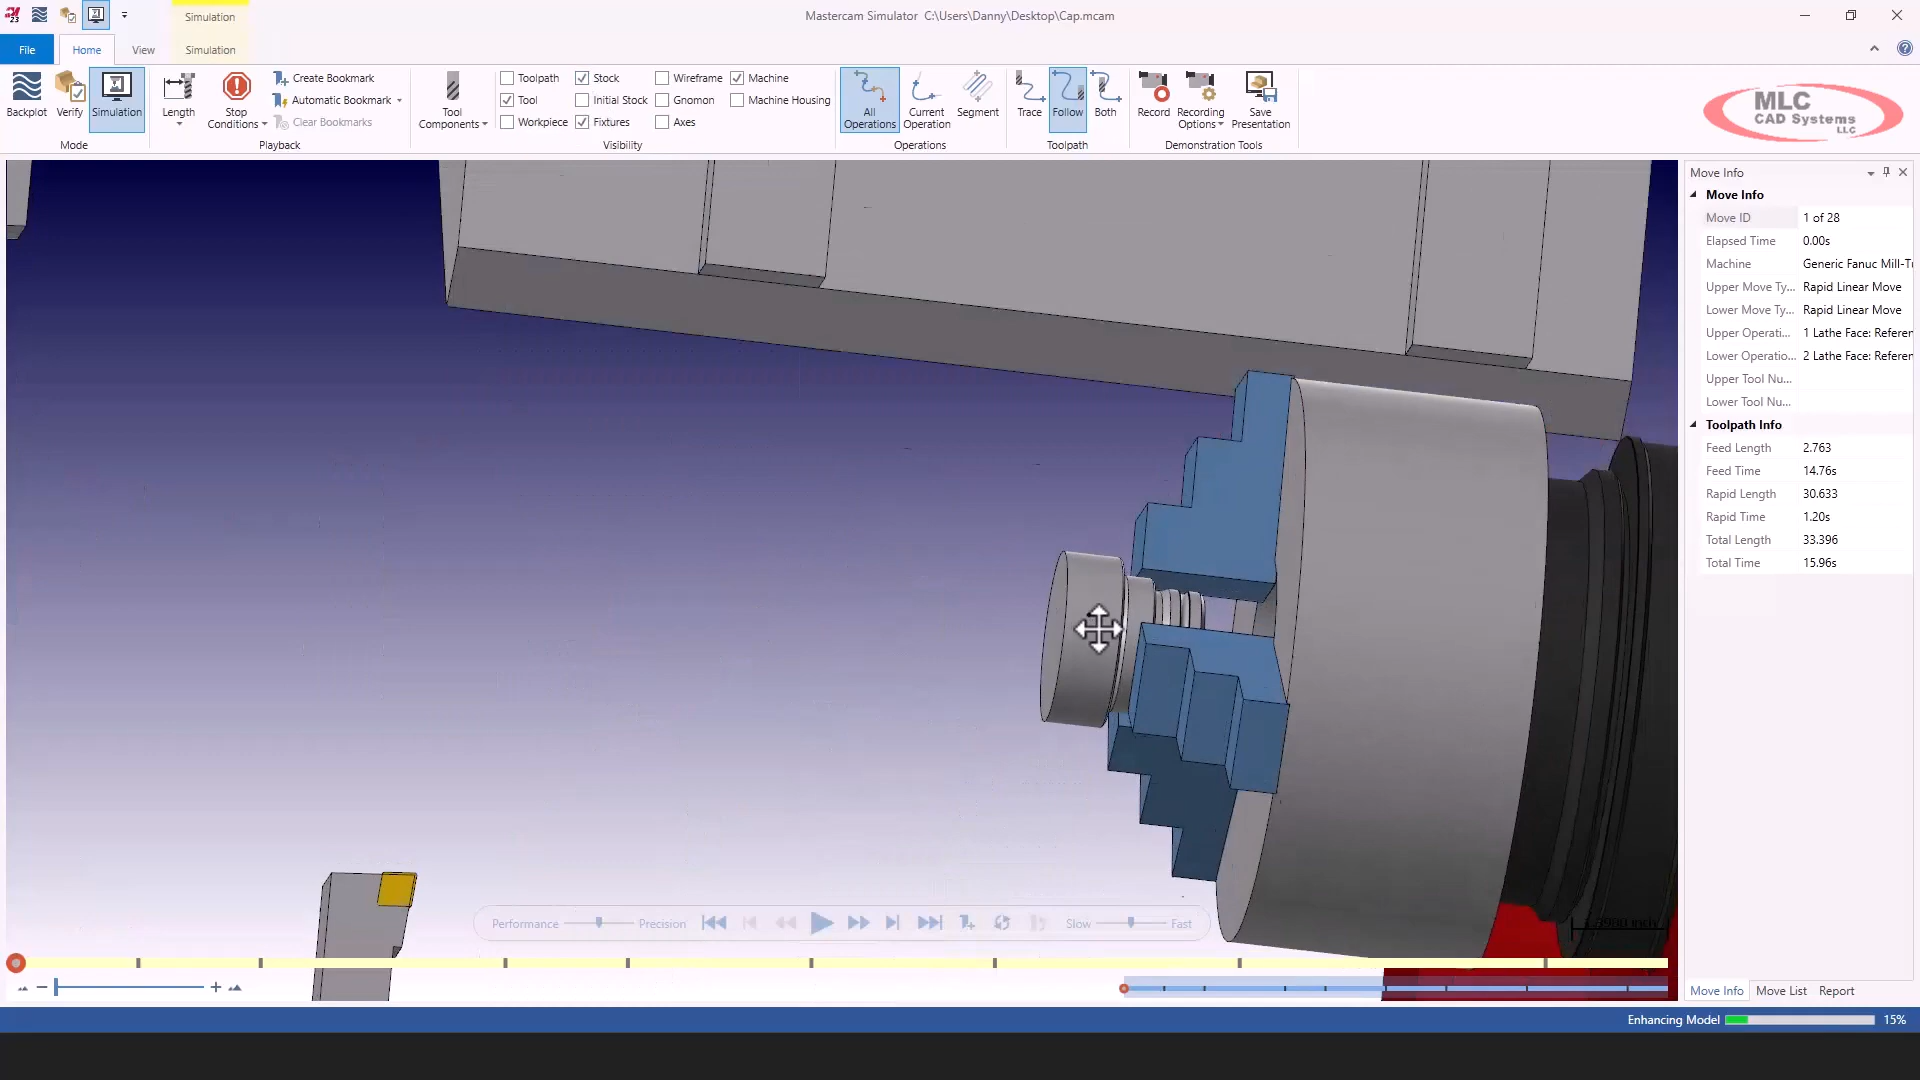 Simulation
Mastercam Simulator C:\Users\Danny\Desktop\Cap.mcam
File
Home
View
Simulation
Backplot
Verify
Simulation
Mode
Length
Stop
Conditions
Create Bookmark
Automatic Bookmark
Clear Bookmarks
Playback
Tool
Components
Toolpath
Tool
Workpiece
Stock
Initial Stock
Fixtures
Wireframe
Gnomon
Axes
Machine
Machine Housing
Visibility
All
Operations
Current
Operation
Segment
Operations
Trace
Follow
Both
Toolpath
Record
Recording
Options
Save
Presentation
Demonstration Tools
MLC
CAD Systems
LLC
Move Info
Move Info
Move ID 1 of 28
Elapsed Time 0.00s
Machine Generic Fanuc Mill-T
Upper Move Ty... Rapid Linear Move
Lower Move Ty... Rapid Linear Move
Upper Operati... 1 Lathe Face: Referen
Lower Operatio... 2 Lathe Face: Referen
Upper Tool Nu...
Lower Tool Nu...
Toolpath Info
Feed Length 2.763
Feed Time 14.76s
Rapid Length 30.633
Rapid Time 1.20s
Total Length 33.396
Total Time 15.96s
Performance
Precision
Slow
Fast
Move Info
Move List
Report
Enhancing Model 15%